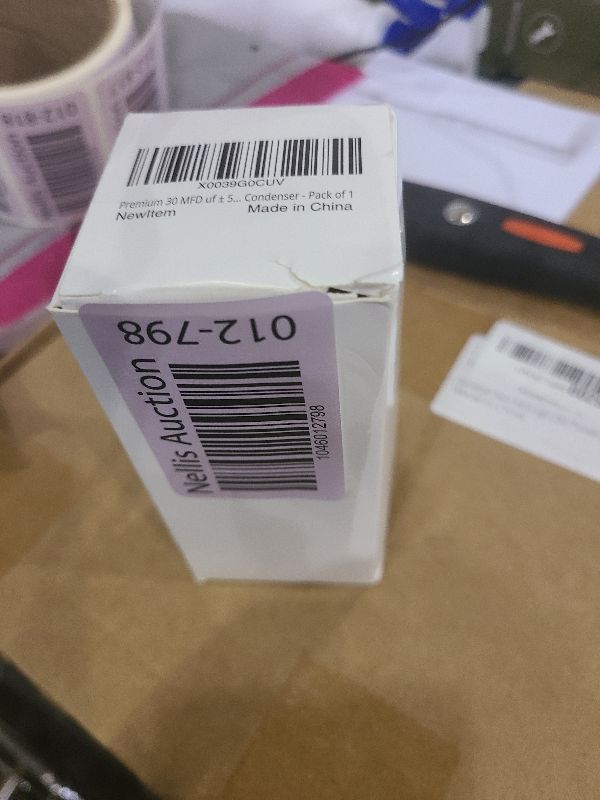 X0039G0CUV
Premium 30 MFD uf ± 5... Condenser - Pack of 1
NewItem Made in China
012-798
Nellis Auction
1046012798